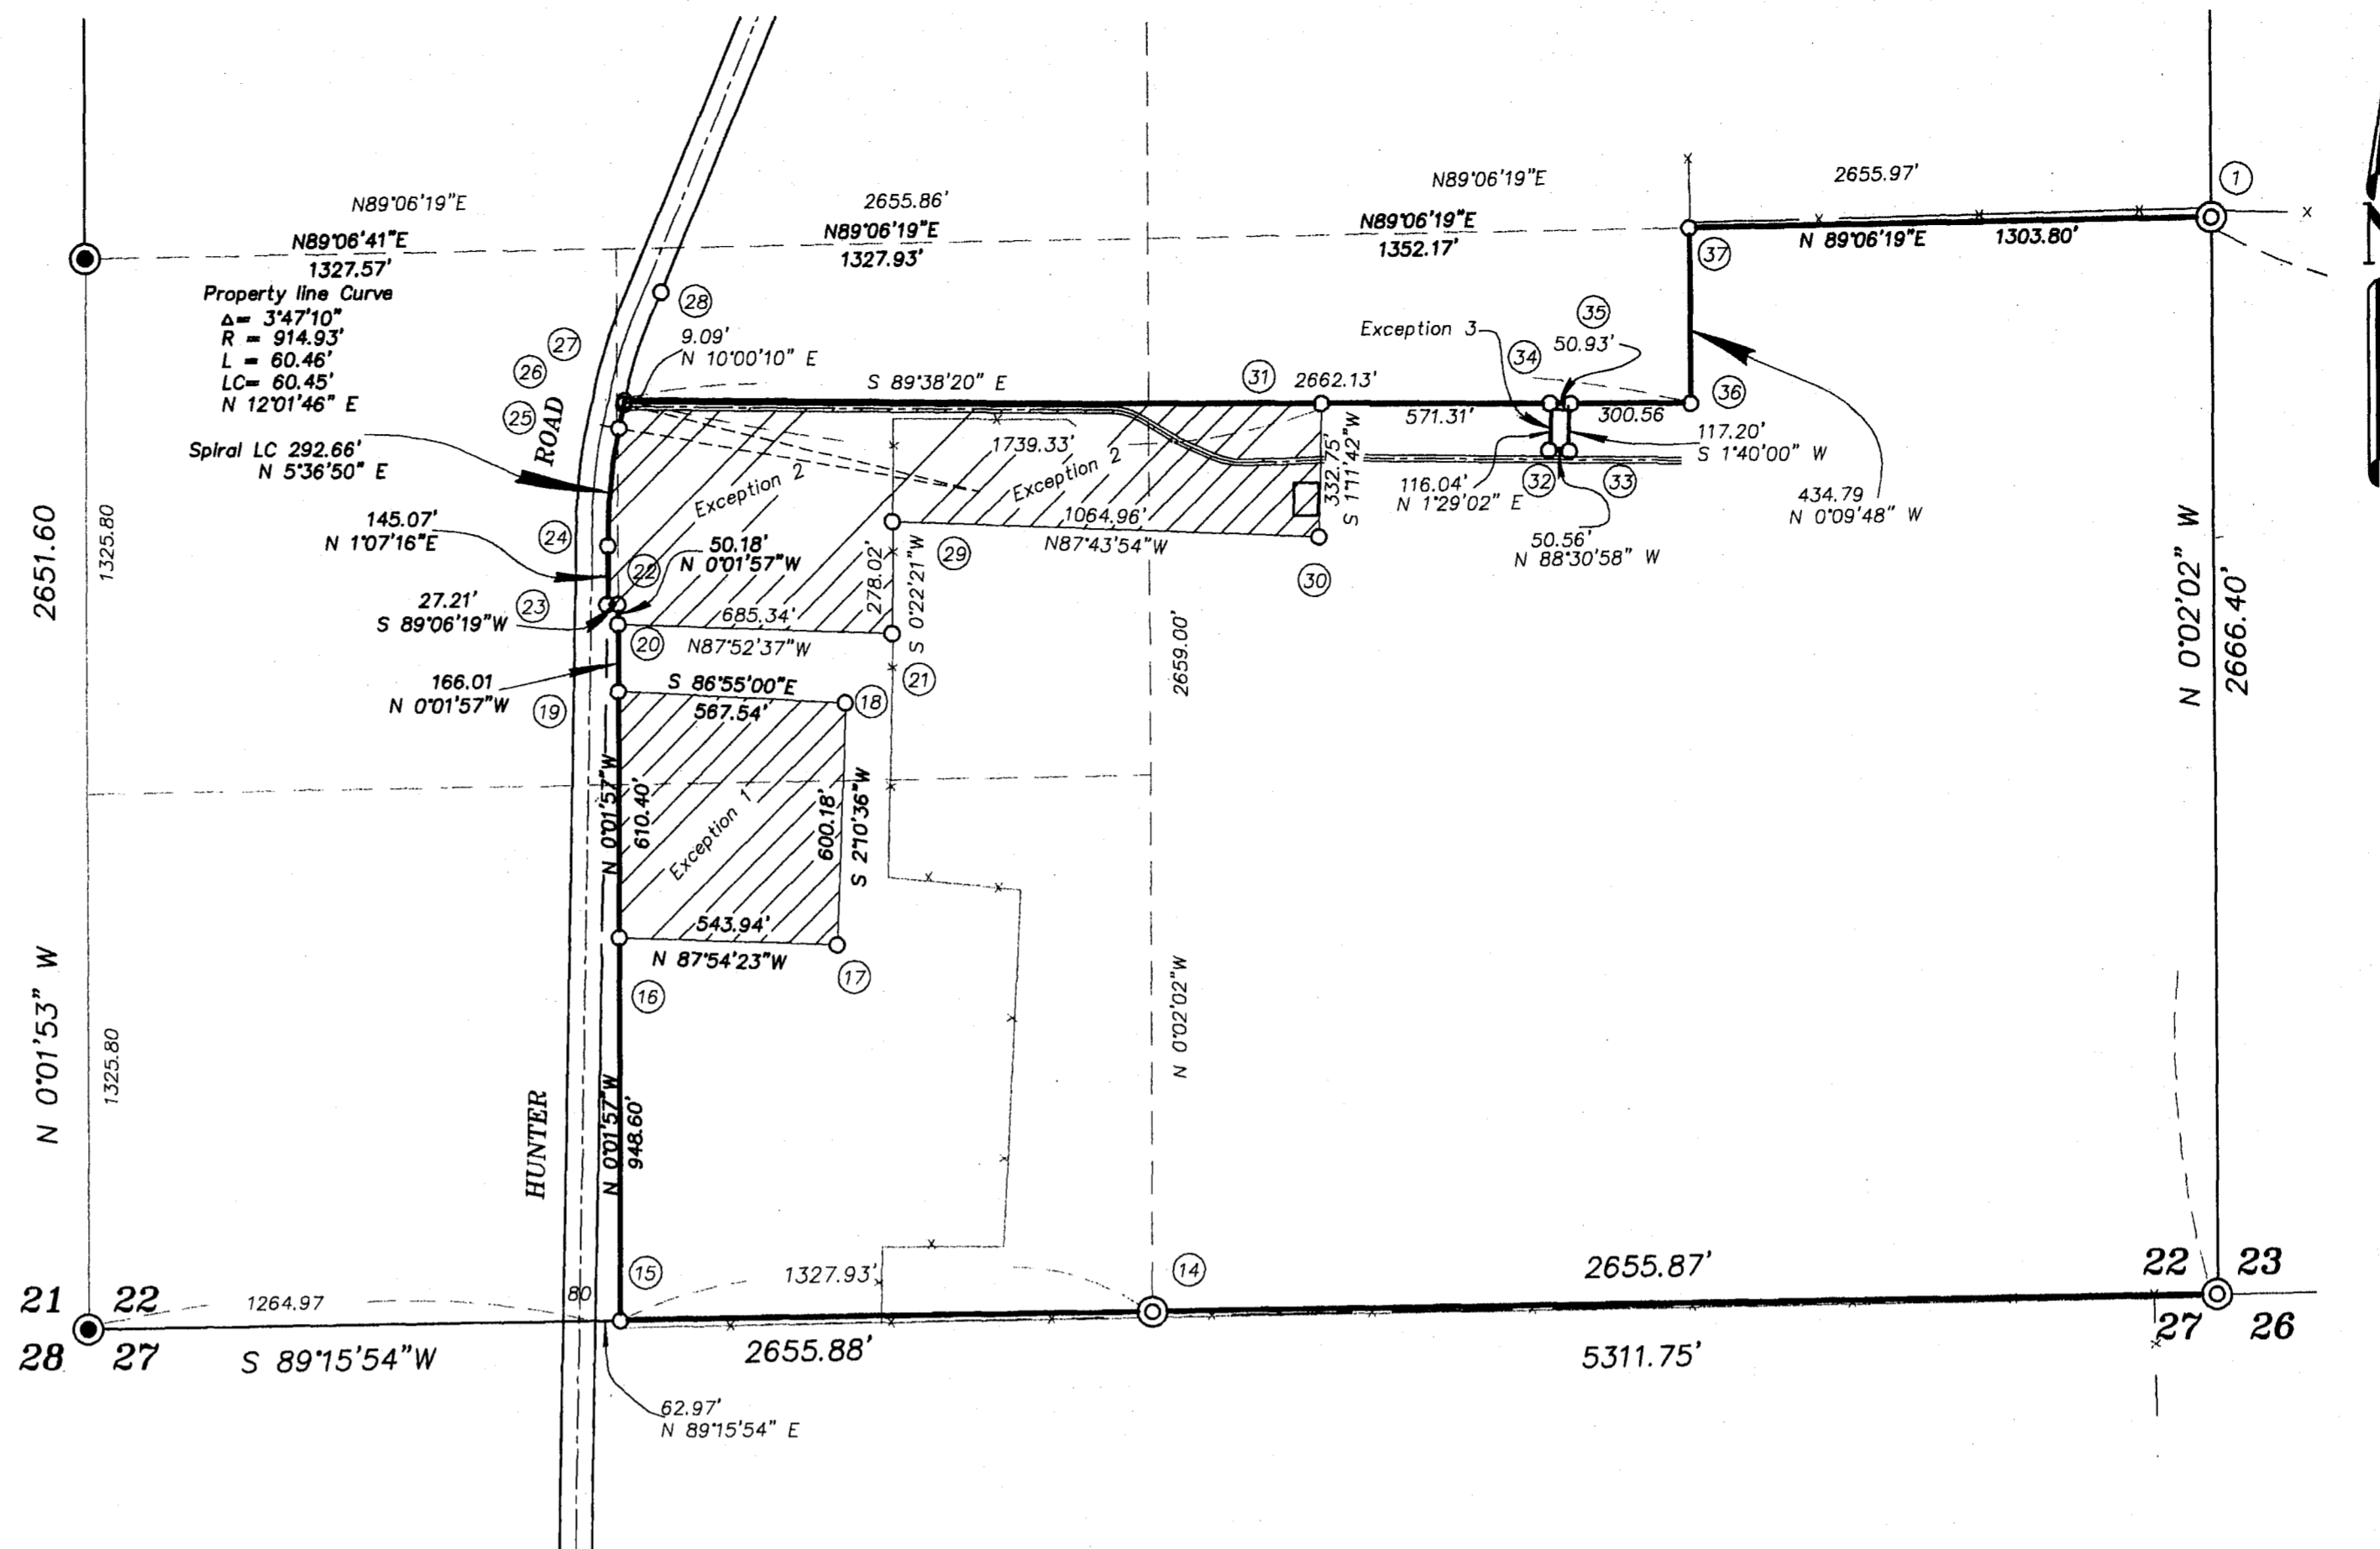 1
2655.97'
N89°06'19"E
2655.86'
N89°06'19"E
N89°06'19"E
1352.17'
N89°06'19"E
1327.93'
N89°06'41"E
1327.57'
N 89°06'19"E
1303.80'
37
Property line Curve
Δ= 3°47'10"
R = 914.93'
L = 60.46'
LC= 60.45'
N 12°01'46" E
28
27
26
25
9.09'
N 10°00'10" E
S 89°38'20" E
31
2662.13'
Exception 3
35
34
50.93'
36
571.31'
300.56
117.20'
S 1°40'00" W
ROAD
Spiral LC 292.66'
N 5°36'50" E
1739.33'
Exception 2
Exception 2
332.75'
S 1°11'42"W
116.04'
N 1°29'02" E
32
33
434.79
N 0°09'48" W
2651.60
1325.80
145.07'
N 1°07'16"E
24
22
50.18'
N 0°01'57"W
1064.96'
N87°43'54"W
29
30
50.56'
N 88°30'58" W
278.02'
S 0°22'21"W
27.21'
S 89°06'19"W
23
685.34'
N87°52'37"W
20
21
2659.00'
N 0°02'02" W
2666.40'
166.01
N 0°01'57"W
19
S 86°55'00"E
567.54'
18
N 0°01'57"W
610.40'
Exception 1
600.18'
S 2°10'36"W
543.94'
N 87°54'23"W
17
16
N 0°01'53" W
1325.80
N 0°02'02"W
N 0°01'57"W
948.60'
HUNTER
15
1327.93'
14
2655.87'
22
23
21
22
1264.97
80
28
27
S 89°15'54"W
2655.88'
5311.75'
27
26
62.97'
N 89°15'54" E